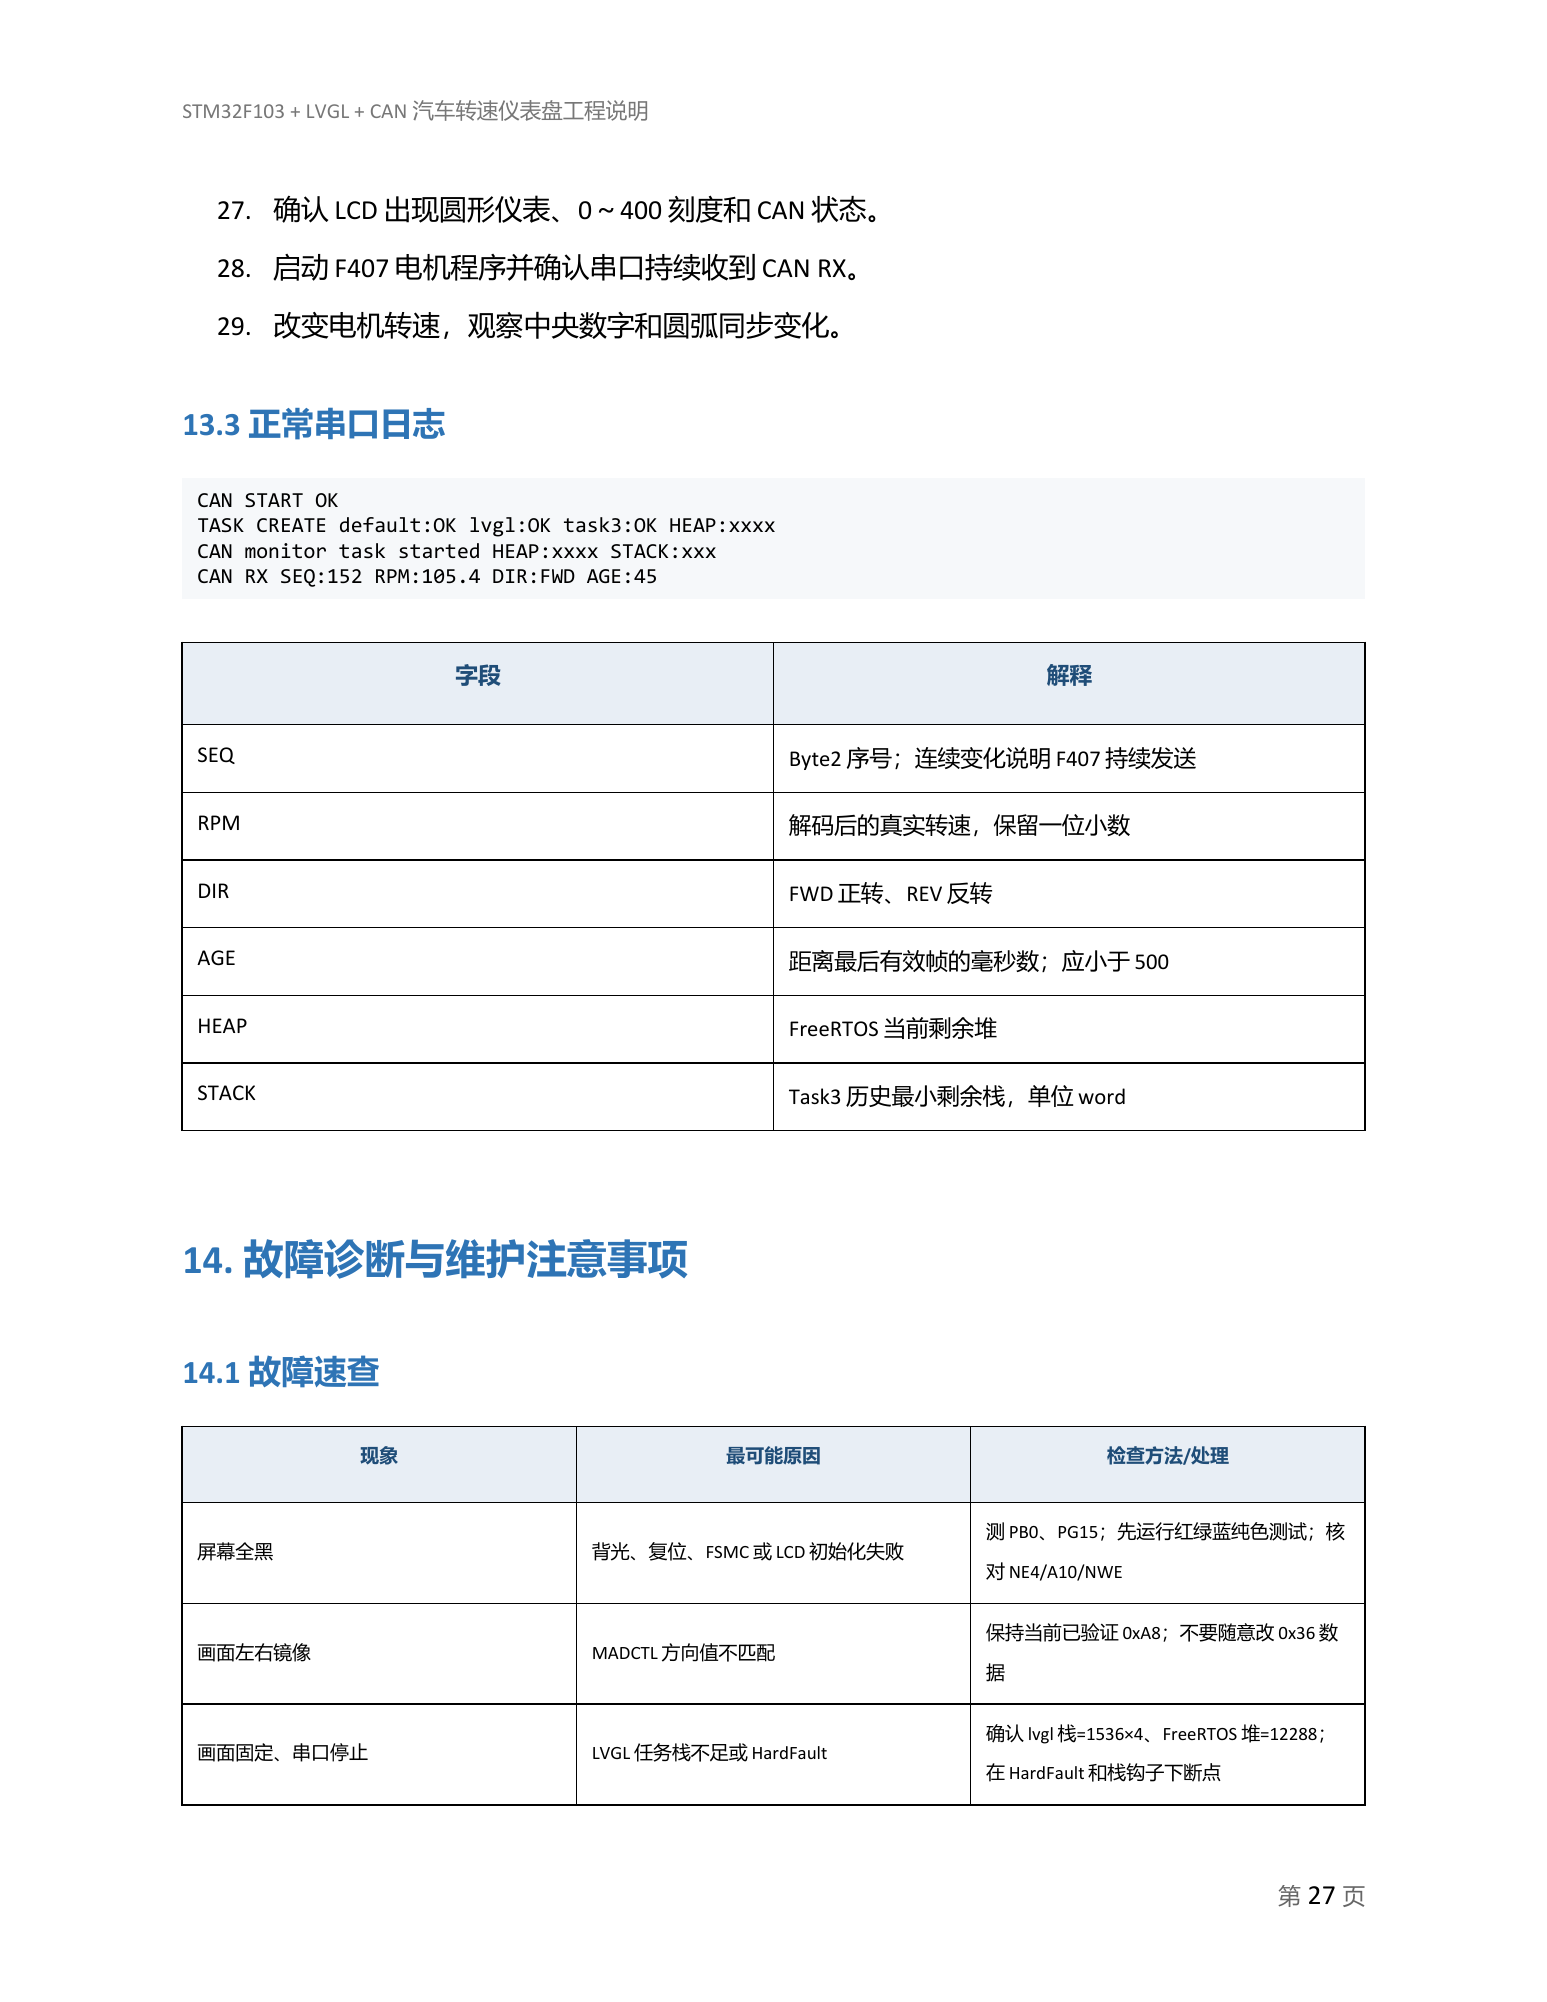 STM32F103 + LVGL + CAN 汽车转速仪表盘工程说明
27. 确认 LCD 出现圆形仪表、0 ~ 400 刻度和 CAN 状态。
28. 启动 F407 电机程序并确认串口持续收到 CAN RX。
29. 改变电机转速，观察中央数字和圆弧同步变化。
13.3 正常串口日志
CAN START OK
TASK CREATE default:OK lvgl:OK task3:OK HEAP:xxxx
CAN monitor task started HEAP:xxxx STACK:xxx
CAN RX SEQ:152 RPM:105.4 DIR:FWD AGE:45
字段 解释
SEQ Byte2 序号；连续变化说明 F407 持续发送
RPM 解码后的真实转速，保留一位小数
DIR FWD 正转、REV 反转
AGE 距离最后有效帧的毫秒数；应小于 500
HEAP FreeRTOS 当前剩余堆
STACK Task3 历史最小剩余栈，单位 word
14. 故障诊断与维护注意事项
14.1 故障速查
现象 最可能原因 检查方法/处理
屏幕全黑 背光、复位、FSMC 或 LCD 初始化失败 测 PB0、PG15；先运行红绿蓝纯色测试；核
对 NE4/A10/NWE
画面左右镜像 MADCTL 方向值不匹配 保持当前已验证 0xA8；不要随意改 0x36 数
据
画面固定、串口停止 LVGL 任务栈不足或 HardFault 确认 lvgl 栈=1536×4、FreeRTOS 堆=12288；
在 HardFault 和栈钩子下断点
第 27 页